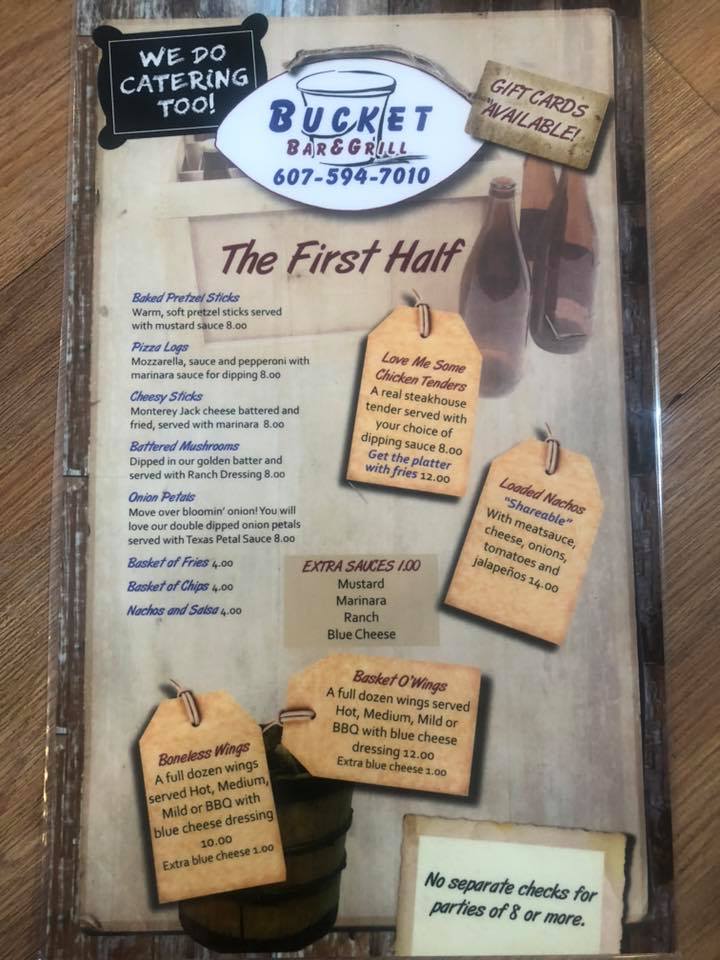 WE DO
CATERING
TOO!
BUCKET
BAR&GRILL
607-594-7010
GIFT CARDS
AVAILABLE!
The First Half
Baked Pretzel Sticks
Warm, soft pretzel sticks served
with mustard sauce 8.00
Pizza Logs
Mozzarella, sauce and pepperoni with
marinara sauce for dipping 8.00
Cheesy Sticks
Monterey Jack cheese battered and
fried, served with marinara 8.00
Battered Mushrooms
Dipped in our golden batter and
served with Ranch Dressing 8.00
Onion Petals
Move over bloomin' onion! You will
love our double dipped onion petals
served with Texas Petal Sauce 8.00
Basket of Fries 4.00
Basket of Chips 4.00
Nachos and Salsa 4.00
Love Me Some
Chicken Tenders
A real steakhouse
tender served with
your choice of
dipping sauce 8.00
Get the platter
with fries 12.00
Loaded Nachos
"Shareable"
With meatsauce,
cheese, onions,
tomatoes and
jalapeños 14.00
EXTRA SAUCES 1.00
Mustard
Marinara
Ranch
Blue Cheese
Basket O'Wings
A full dozen wings served
Hot, Medium, Mild or
BBQ with blue cheese
dressing 12.00
Extra blue cheese 1.00
Boneless Wings
A full dozen wings
served Hot, Medium,
Mild or BBQ with
blue cheese dressing
10.00
Extra blue cheese 1.00
No separate checks for
parties of 8 or more.